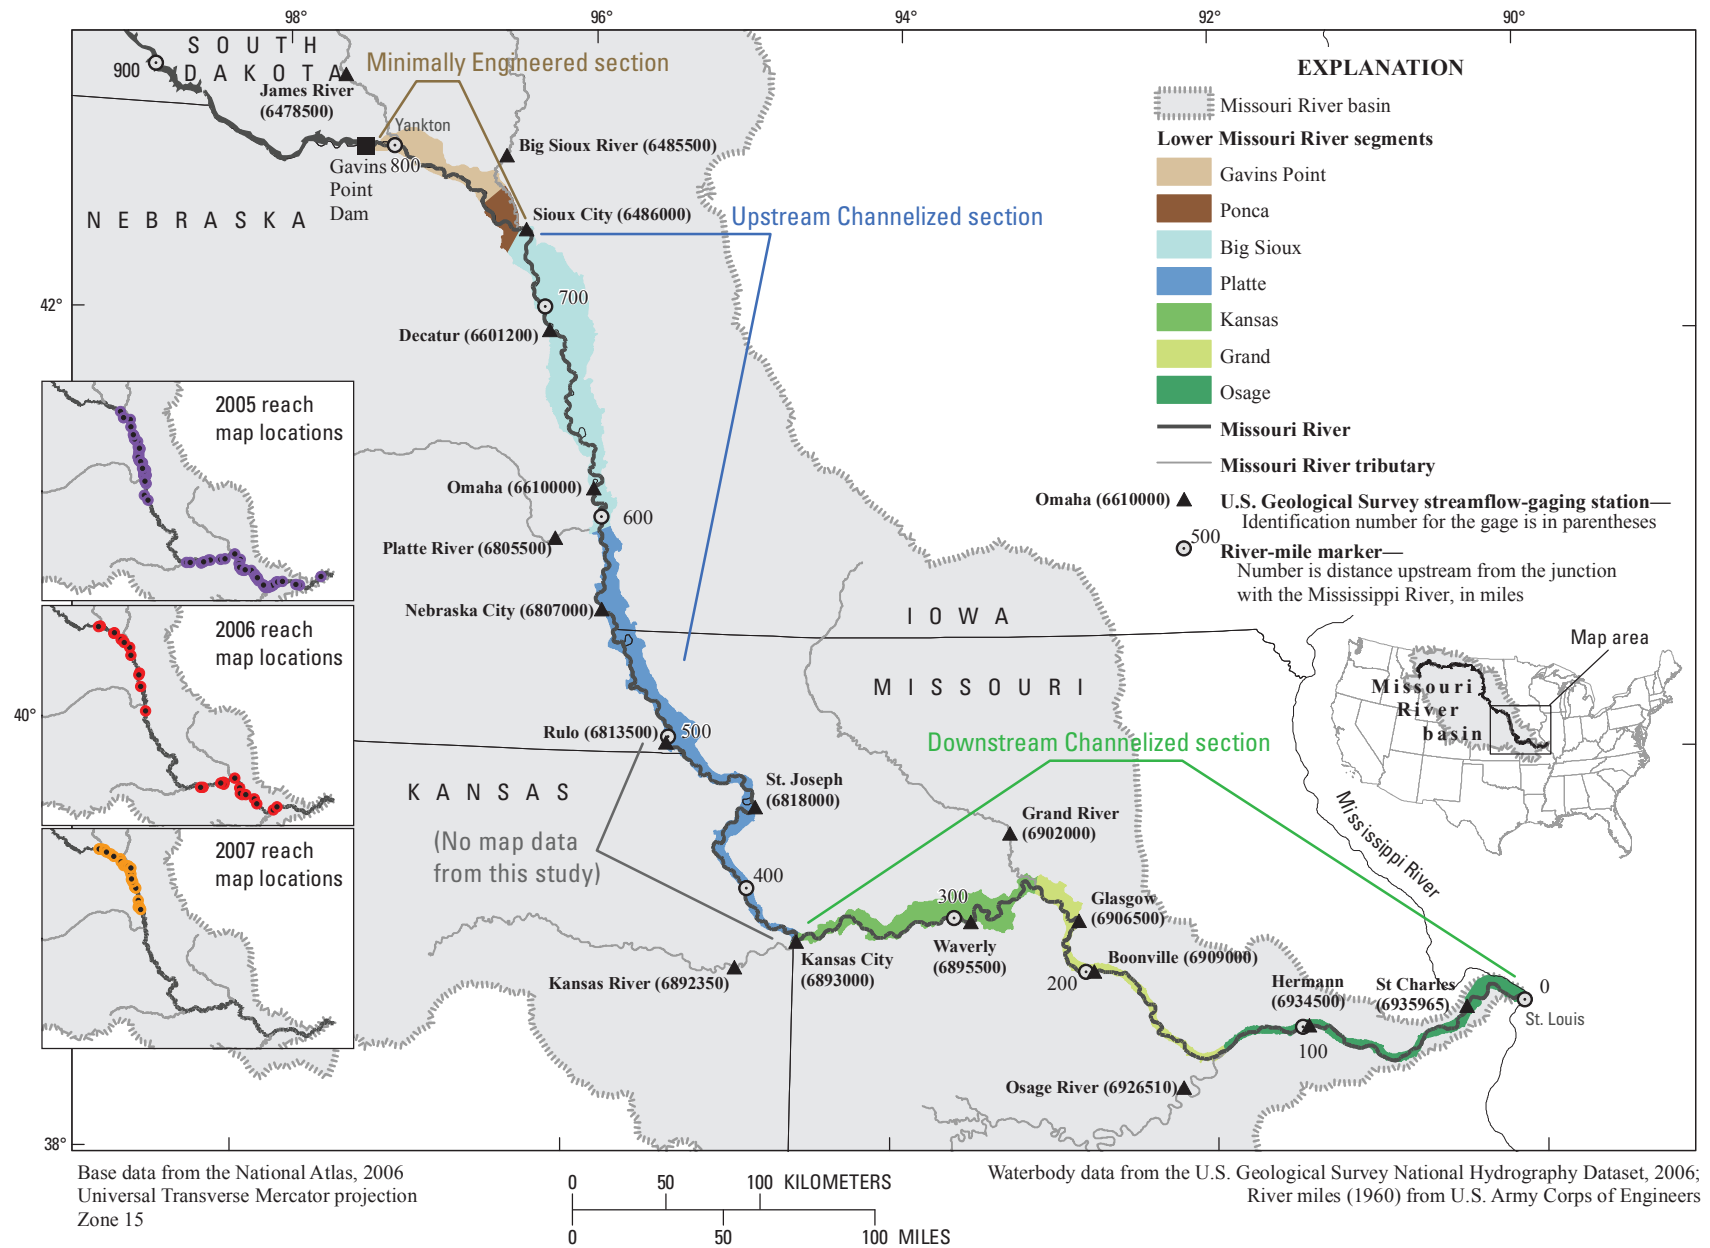 98°
96°
94°
92°
90°
SOUTH
DAKOTA
900
James River
(6478500)
Minimally Engineered section
Yankton
800
Gavins
Point
Dam
Big Sioux River (6485500)
NEBRASKA
Sioux City (6486000)
Upstream Channelized section
42°
700
Decatur (6601200)
Omaha (6610000)
600
Platte River (6805500)
Nebraska City (6807000)
IOWA
MISSOURI
40°
Rulo (6813500)
500
Downstream Channelized section
KANSAS
St. Joseph
(6818000)
(No map data
from this study)
Grand River
(6902000)
400
300
Glasgow
(6906500)
Waverly
(6895500)
Kansas City
(6893000)
Kansas River (6892350)
Boonville (6909000)
200
Hermann
(6934500)
St Charles
(6935965)
0
St. Louis
100
Osage River (6926510)
Mississippi River
38°
2005 reach
map locations
2006 reach
map locations
2007 reach
map locations
EXPLANATION
Missouri River basin
Lower Missouri River segments
Gavins Point
Ponca
Big Sioux
Platte
Kansas
Grand
Osage
Missouri River
Missouri River tributary
Omaha (6610000)
U.S. Geological Survey streamflow-gaging station—
Identification number for the gage is in parentheses
500
River-mile marker—
Number is distance upstream from the junction
with the Mississippi River, in miles
Map area
Missouri
River
basin
Base data from the National Atlas, 2006
Universal Transverse Mercator projection
Zone 15
0 50 100 KILOMETERS
0 50 100 MILES
Waterbody data from the U.S. Geological Survey National Hydrography Dataset, 2006;
River miles (1960) from U.S. Army Corps of Engineers